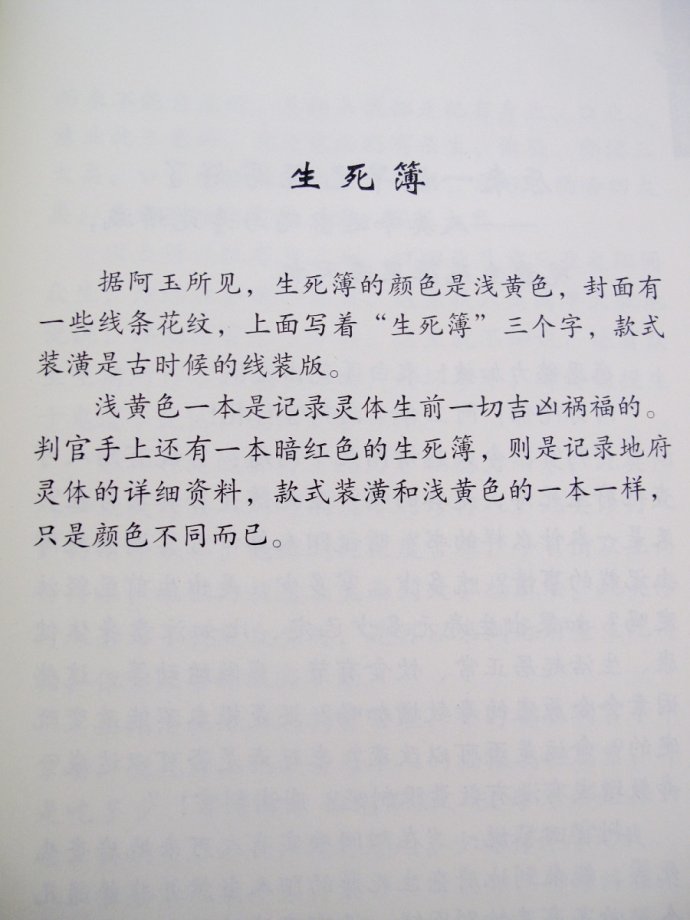 生死簿
据阿玉所见，生死簿的颜色是浅黄色，封面有
一些线条花纹，上面写着“生死簿”三个字，款式
装潢是古时候的线装版。
浅黄色一本是记录灵体生前一切吉凶祸福的。
判官手上还有一本暗红色的生死簿，则是记录地府
灵体的详细资料，款式装潢和浅黄色的一本一样，
只是颜色不同而已。